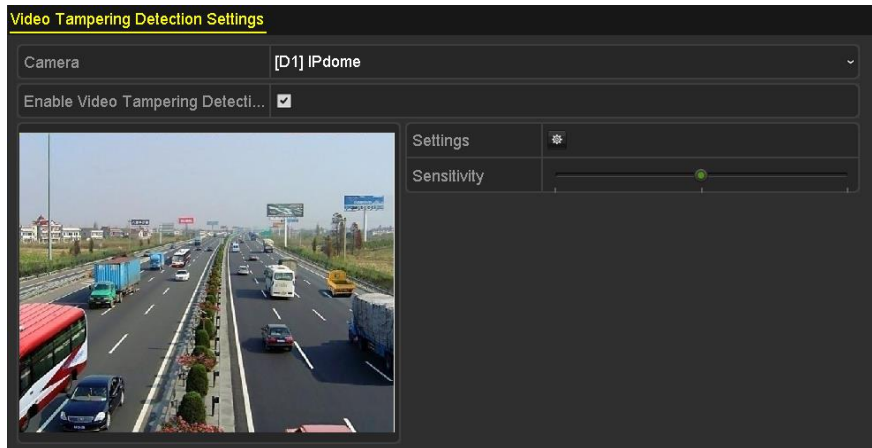 Video Tampering Detection Settings
Camera
[D1] IPdome
Enable Video Tampering Detecti...
Settings
Sensitivity